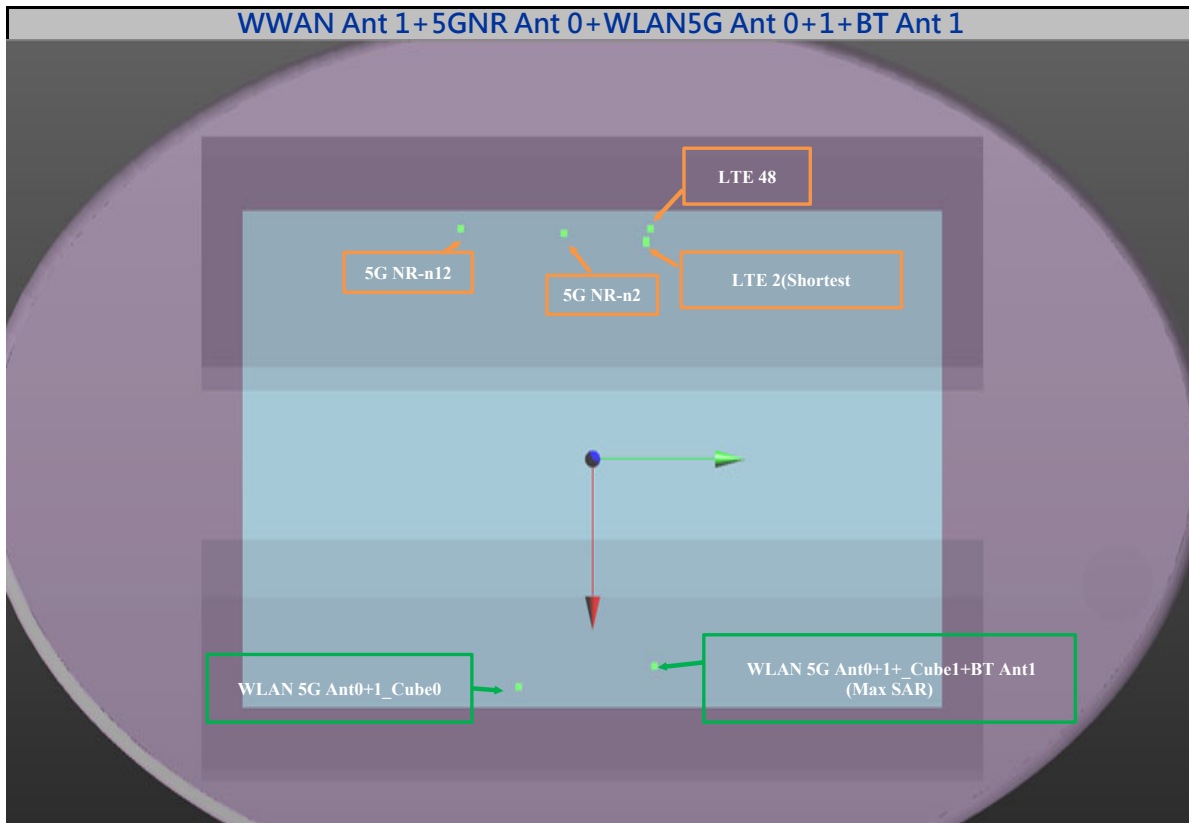 WWAN Ant 1+5GNR Ant 0+WLAN5G Ant 0+1+BT Ant 1
LTE 48
5G NR-n12
5G NR-n2
LTE 2(Shortest
WLAN 5G Ant0+1_Cube0
WLAN 5G Ant0+1+_Cube1+BT Ant1
(Max SAR)